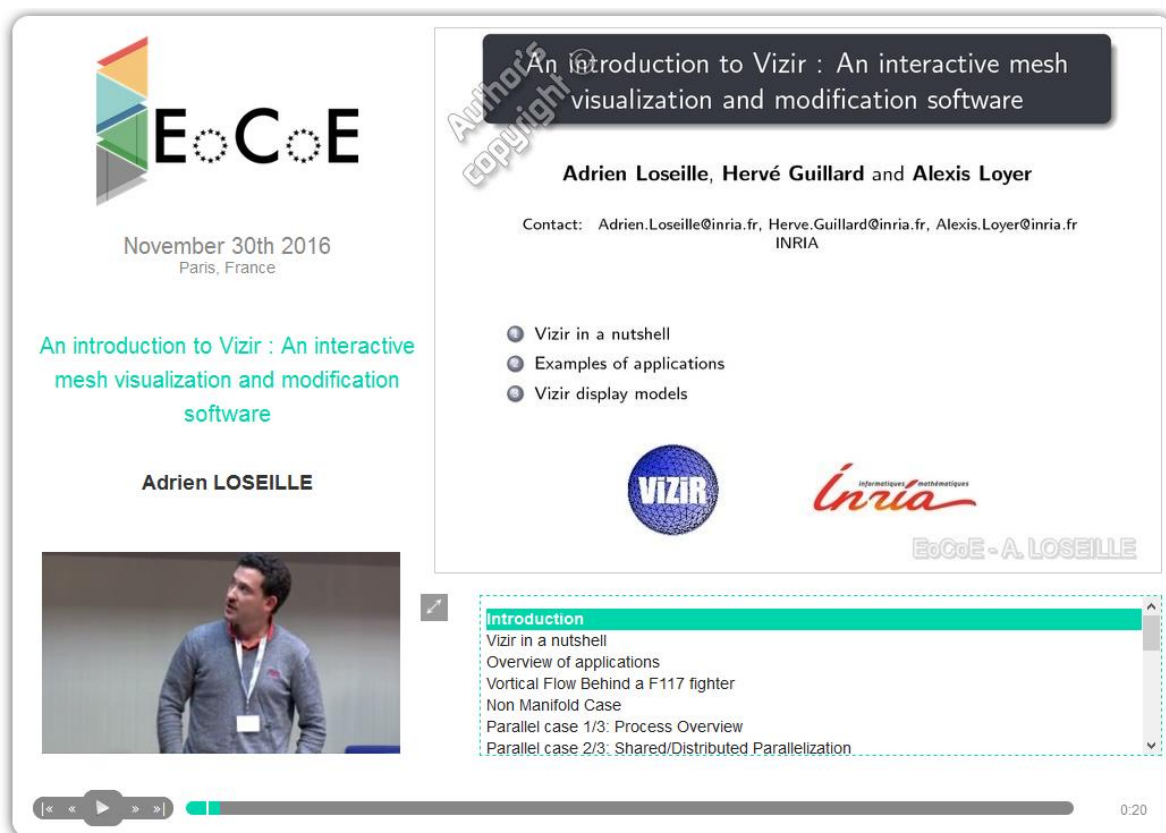 EoCoE
November 30th 2016
Paris, France
An introduction to Vizir : An interactive
mesh visualization and modification
software
Adrien LOSEILLE
An introduction to Vizir : An interactive mesh
visualization and modification software
Author's ©
copyright
Adrien Loseille, Hervé Guillard and Alexis Loyer
Contact: Adrien.Loseille@inria.fr, Herve.Guillard@inria.fr, Alexis.Loyer@inria.fr
INRIA
1 Vizir in a nutshell
2 Examples of applications
3 Vizir display models
ViZiR
informatiques mathématiques
Inria
EoCoE - A. LOSEILLE
Introduction
Vizir in a nutshell
Overview of applications
Vortical Flow Behind a F117 fighter
Non Manifold Case
Parallel case 1/3: Process Overview
Parallel case 2/3: Shared/Distributed Parallelization
|« « » »|
0:20